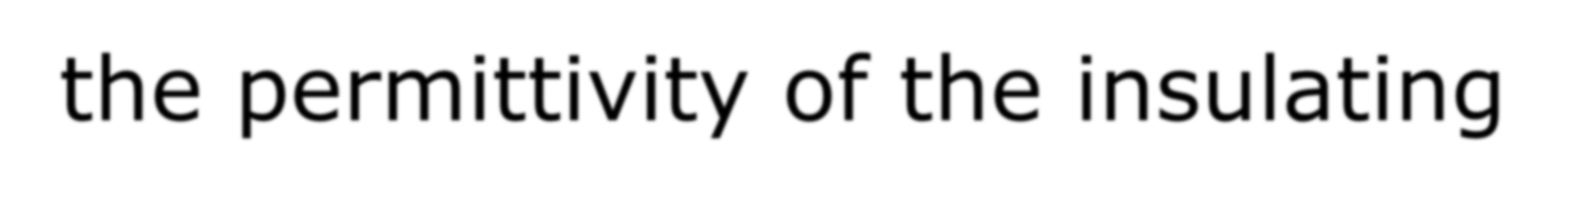 the permittivity of the insulating